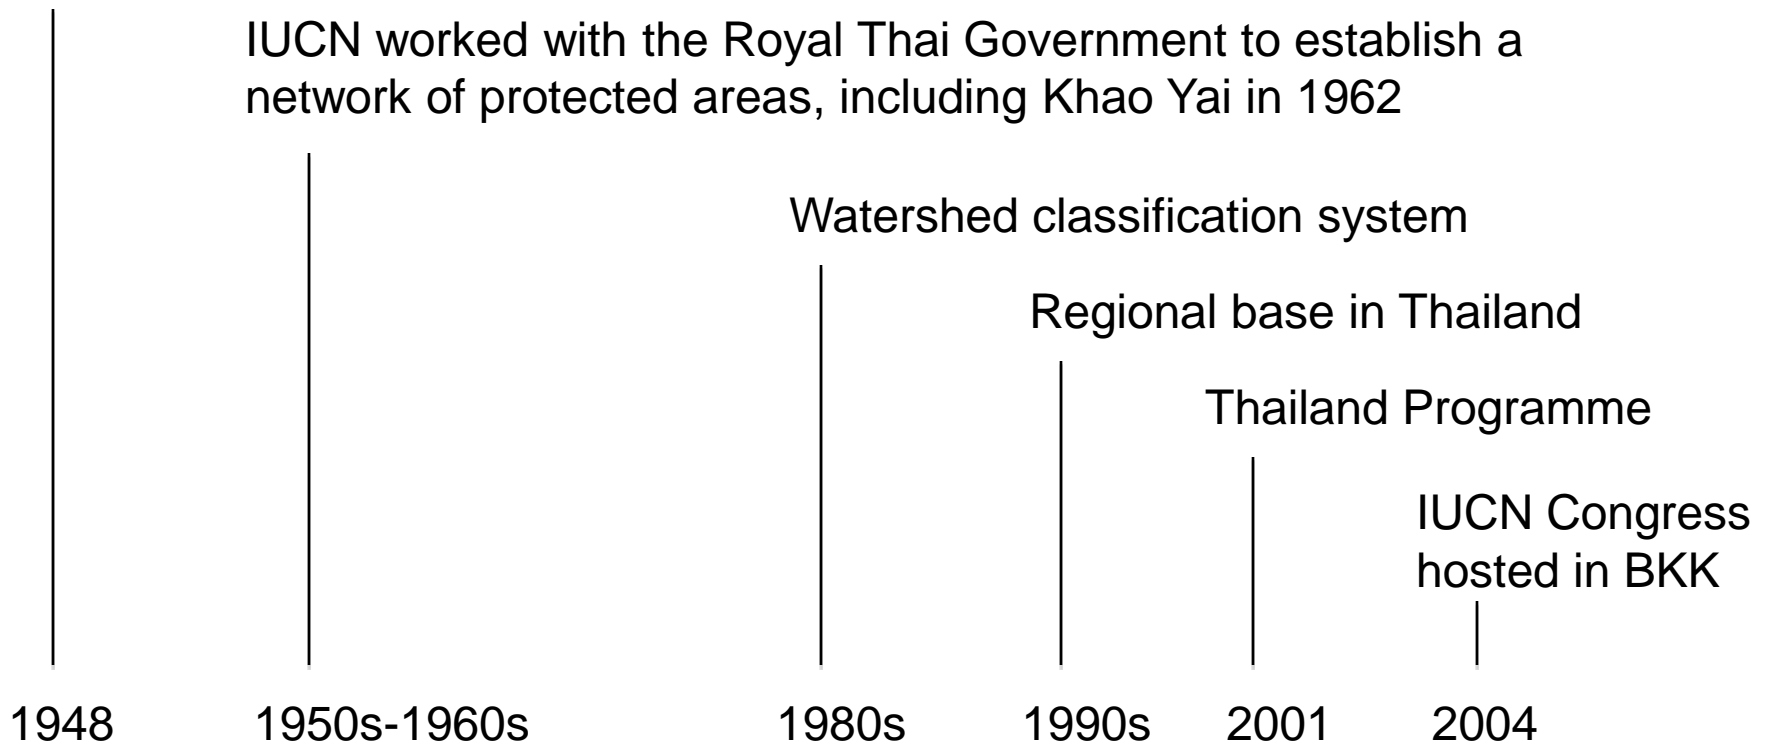 IUCN worked with the Royal Thai Government to establish a
network of protected areas, including Khao Yai in 1962
Watershed classification system
Regional base in Thailand
Thailand Programme
IUCN Congress
hosted in BKK
1948 1950s-1960s 1980s 1990s 2001 2004